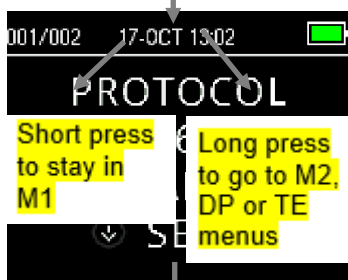 001/002 17-OCT 13:02
PROTOCOL
Short press
to stay in
M1
Long press
to go to M2,
DP or TE
menus